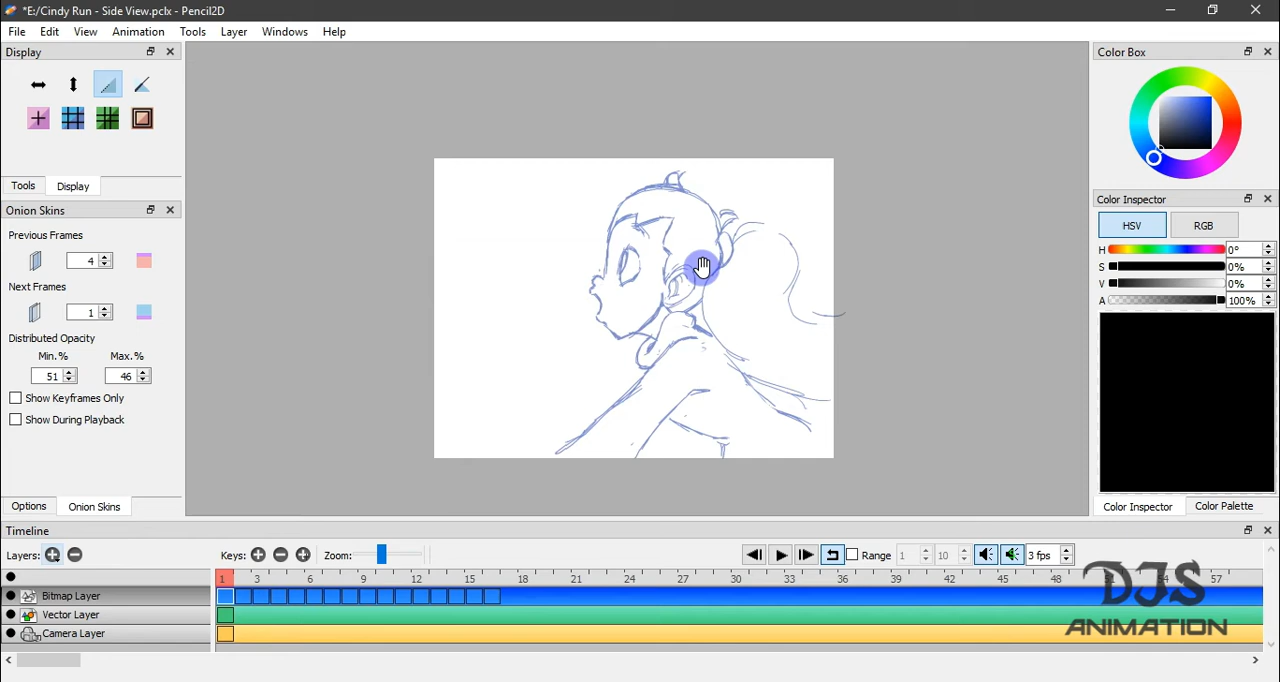 *E:/Cindy Run - Side View.pclx - Pencil2D
File Edit View Animation Tools Layer Windows Help
Display
Tools Display
Onion Skins
Previous Frames
4
Next Frames
1
Distributed Opacity
Min. % Max. %
51 46
Show Keyframes Only
Show During Playback
Options Onion Skins
Color Box
Color Inspector
HSV RGB
H 0°
S 0%
V 0%
A 100%
Color Inspector Color Palette
Timeline
Layers: Keys: Zoom: Range 1 10 3 fps
1 3 6 9 12 15 18 21 24 27 30 33 36 39 42 45 48 51 54 57
Bitmap Layer
Vector Layer
Camera Layer
DJS
ANIMATION